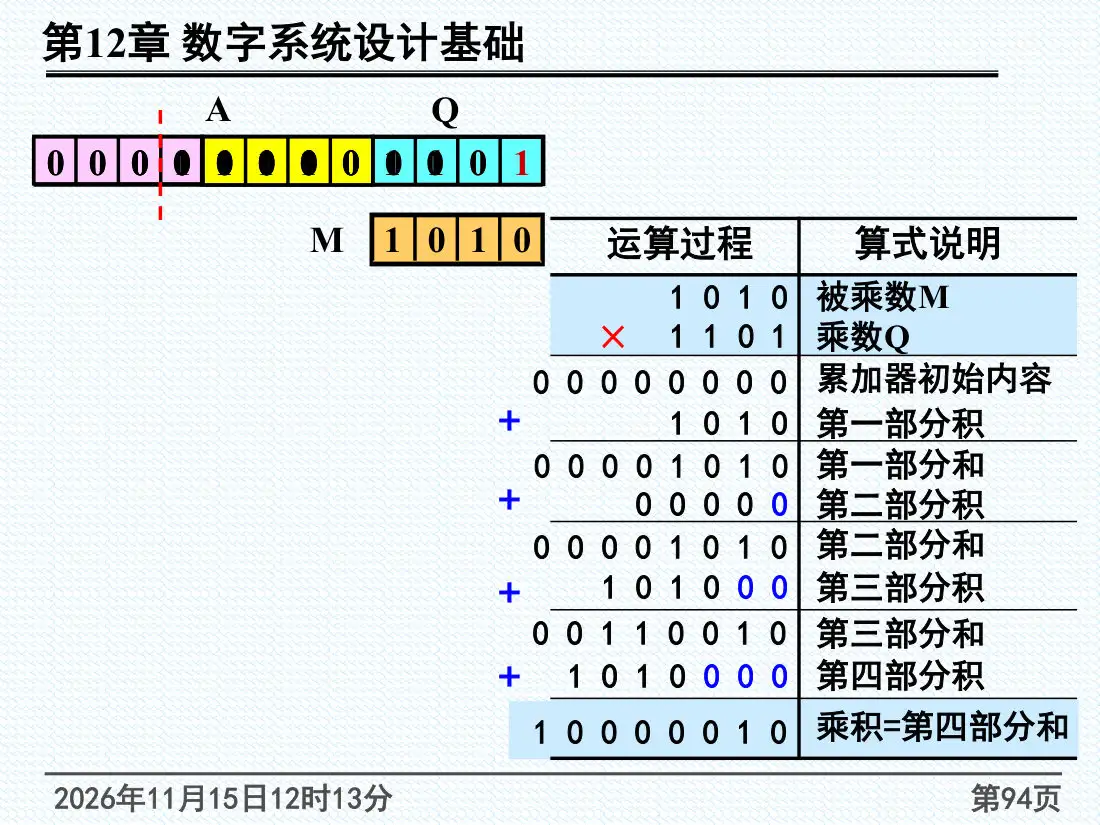 第12章 数字系统设计基础
A Q
0 0 0 0 0 1
M 1 0 1 0
运算过程 算式说明
1 0 1 0 被乘数M
× 1 1 0 1 乘数Q
0 0 0 0 0 0 0 0 累加器初始内容
+ 1 0 1 0 第一部分积
0 0 0 0 1 0 1 0 第一部分和
+ 0 0 0 0 0 第二部分积
0 0 0 0 1 0 1 0 第二部分和
+ 1 0 1 0 0 0 第三部分积
0 0 1 1 0 0 1 0 第三部分和
+ 1 0 1 0 0 0 0 第四部分积
1 0 0 0 0 0 1 0 乘积=第四部分和
2026年11月15日12时13分 第94页